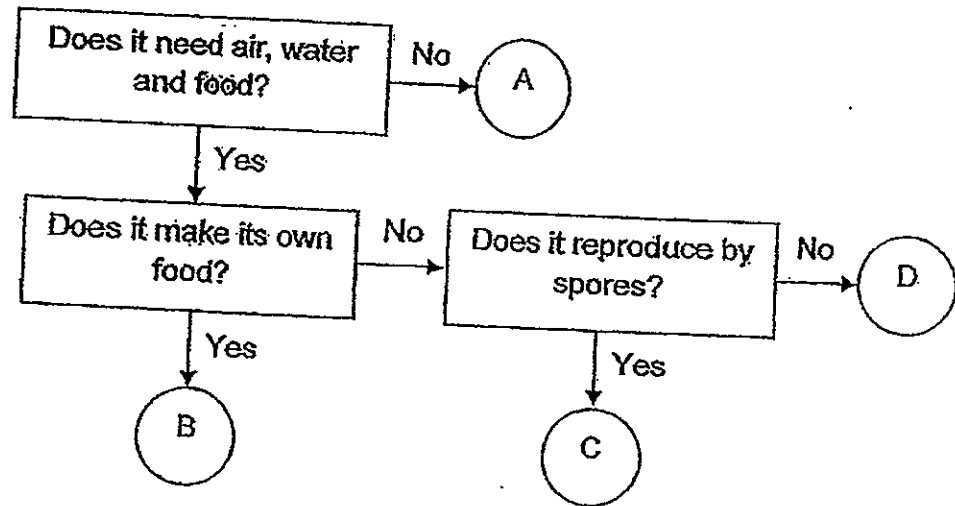 Does it need air, water
and food?
No
A
Yes
Does it make its own
food?
No
Does it reproduce by
spores?
No
D
Yes
B
Yes
C